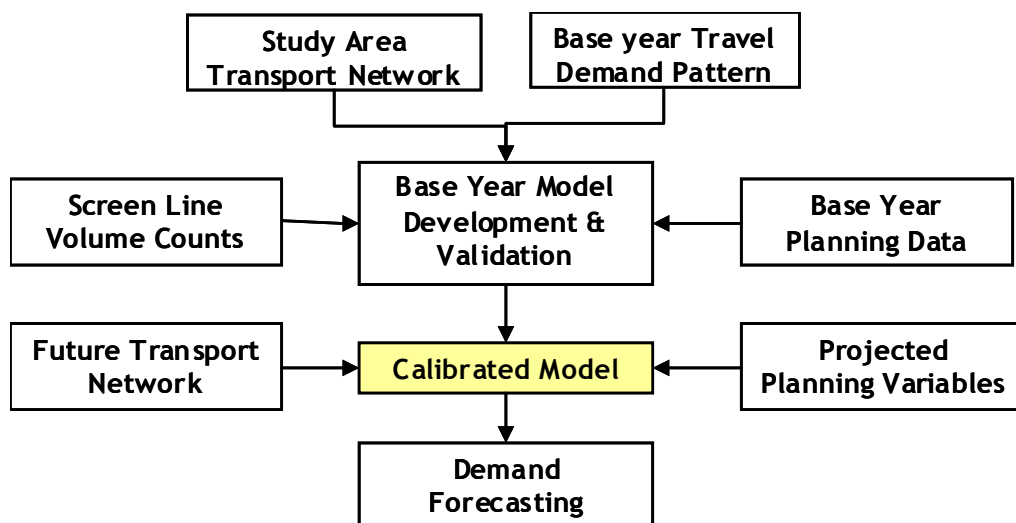 Study Area
Transport Network
Base year Travel
Demand Pattern
Screen Line
Volume Counts
Base Year Model
Development &
Validation
Base Year
Planning Data
Future Transport
Network
Calibrated Model
Projected
Planning Variables
Demand
Forecasting